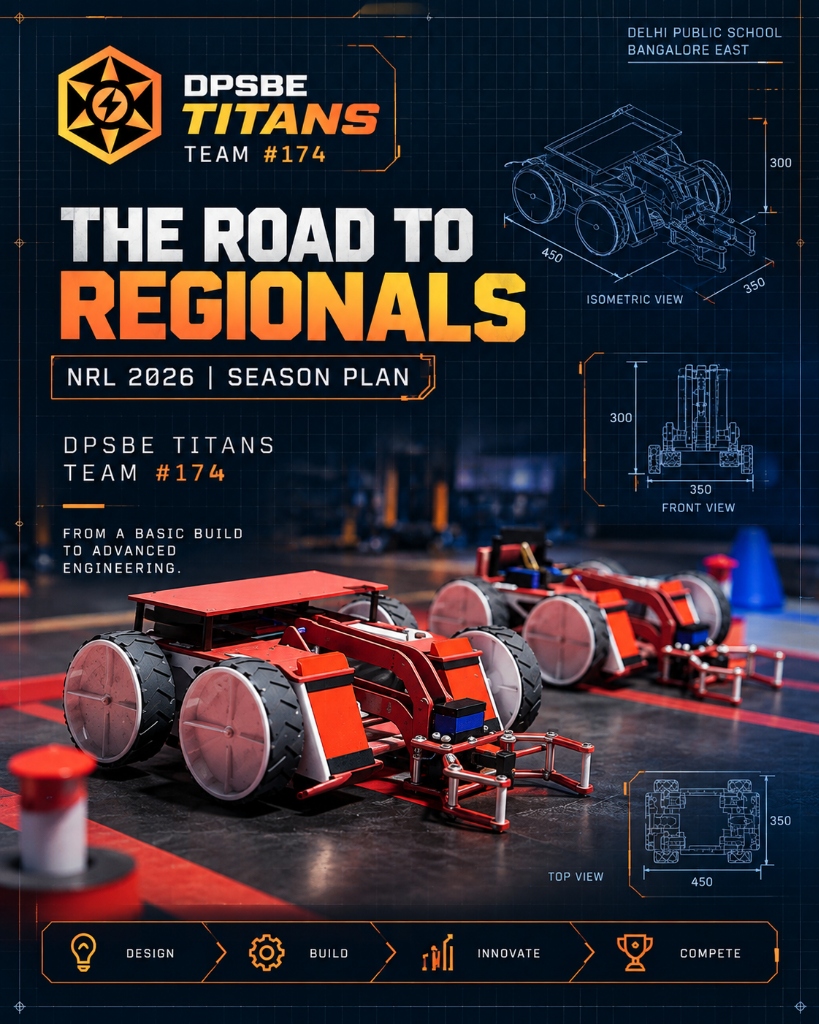 DELHI PUBLIC SCHOOL
BANGALORE EAST
DPSBE
TITANS
TEAM #174
THE ROAD TO
REGIONALS
NRL 2026 | SEASON PLAN
DPSBE TITANS
TEAM #174
FROM A BASIC BUILD
TO ADVANCED
ENGINEERING.
300
450
350
ISOMETRIC VIEW
300
350
FRONT VIEW
350
TOP VIEW
450
DESIGN
BUILD
INNOVATE
COMPETE